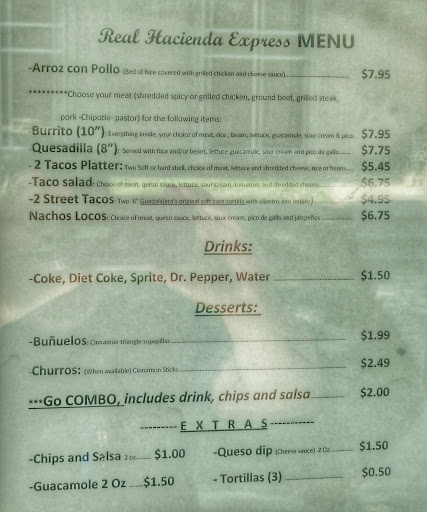 Real Hacienda Express MENU
-Arroz con Pollo (Bed of Rice covered with grilled chicken and cheese sauce) $7.95
*********Choose your meat (shredded spicy or grilled chicken, ground beef, grilled steak,
pork -Chipotle- pastor) for the following items:
- Burrito (10”): Everything inside, your choice of meat, rice, beans, lettuce, guacamole, sour cream & pico $7.95
-Quesadilla (8”): Served with rice and/or beans, lettuce guacamole, sour cream and pico de gallo $7.75
- 2 Tacos Platter: Two Soft or hard shell, choice of meat, lettuce and shredded cheese, rice or beans $5.45
-Taco salad: Choice of meat, queso sauce, lettuce, sour cream, tomatoes and shredded cheese $6.75
-2 Street Tacos: Two 6” Guadalajara's original soft corn tortilla with cilantro and onions) $4.95
Nachos Locos: Choice of meat, queso sauce, lettuce, sour cream, pico de gallo and jalapeños $6.75
Drinks:
-Coke, Diet Coke, Sprite, Dr. Pepper, Water $1.50
Desserts:
-Buñuelos: Cinnamon triangle sopapillas $1.99
-Churros: (When available) Cinnamon Sticks $2.49
***Go COMBO, includes drink, chips and salsa $2.00
--------- E X T R A S -----------
-Chips and Salsa 2 oz $1.00
-Queso dip (Cheese sauce) 2 Oz $1.50
-Guacamole 2 Oz $1.50
- Tortillas (3) $0.50